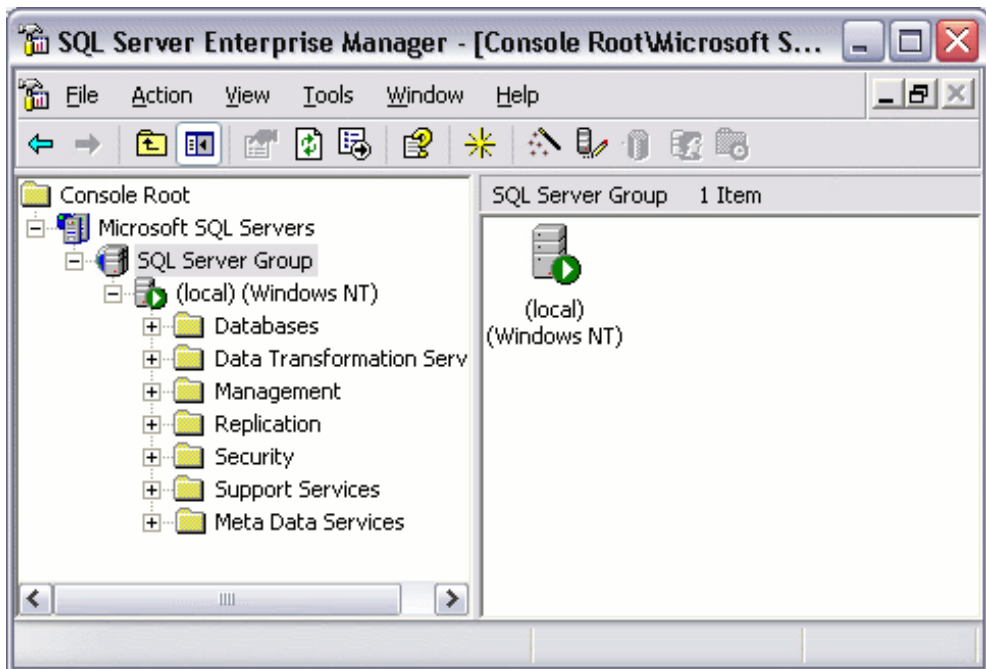 SQL Server Enterprise Manager - [Console Root\Microsoft S...
File Action View Tools Window Help
Console Root
Microsoft SQL Servers
SQL Server Group
(local) (Windows NT)
Databases
Data Transformation Serv
Management
Replication
Security
Support Services
Meta Data Services
SQL Server Group 1 Item
(local)
(Windows NT)